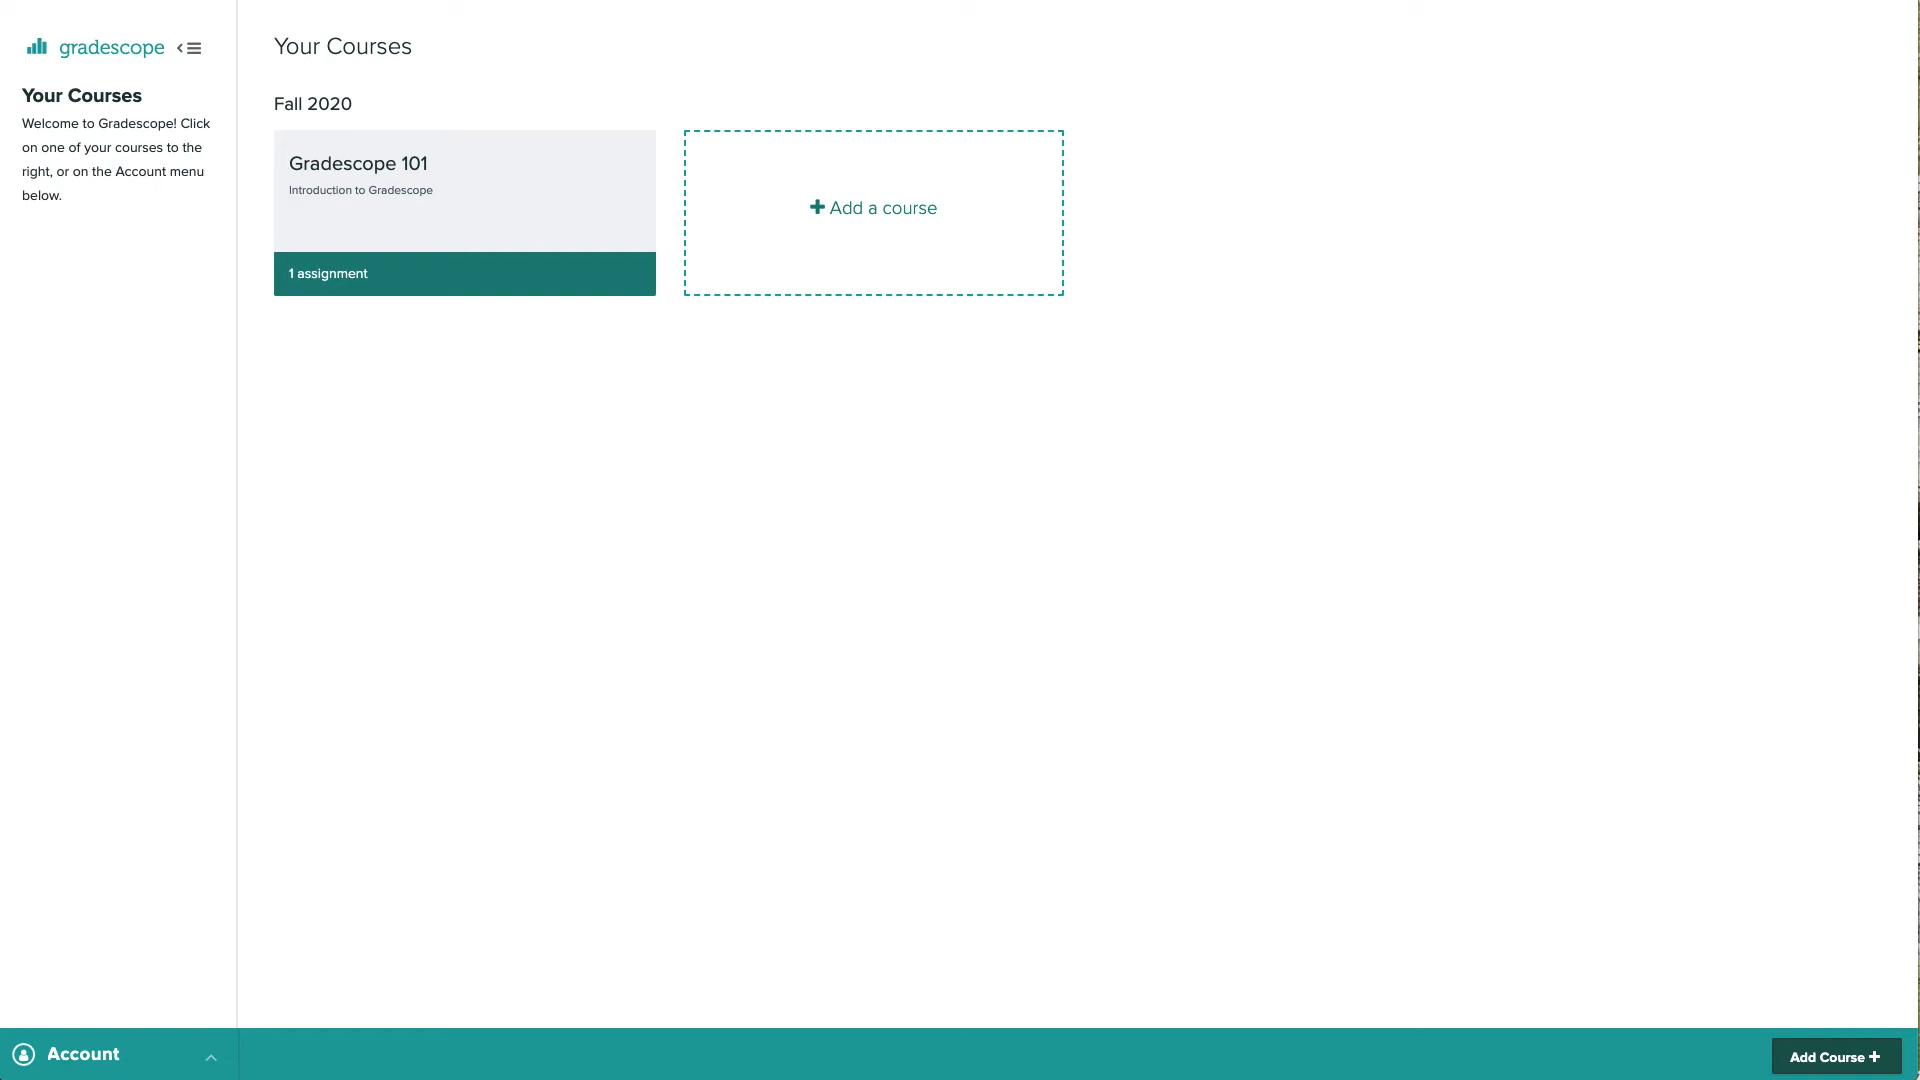 gradescope
Your Courses
Welcome to Gradescope! Click
on one of your courses to the
right, or on the Account menu
below.
Your Courses
Fall 2020
Gradescope 101
Introduction to Gradescope
1 assignment
Add a course
Account
Add Course